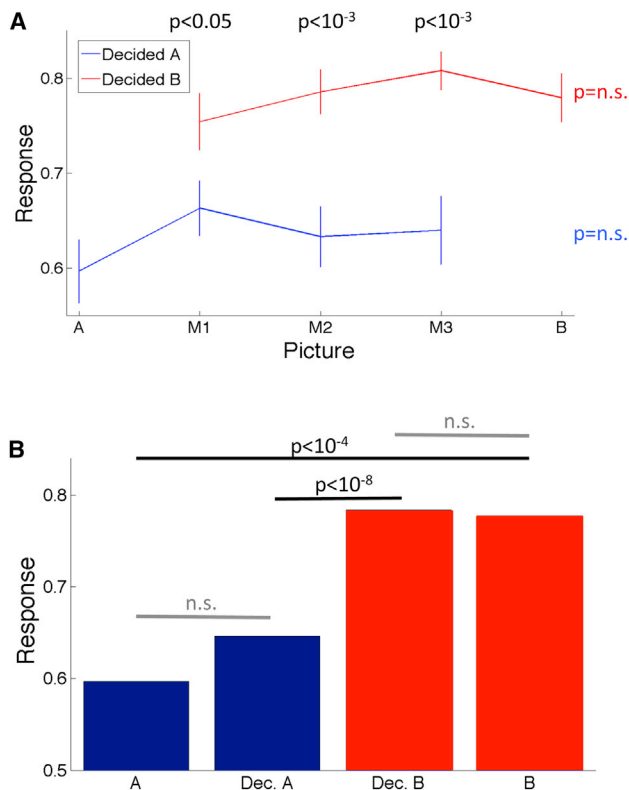 A
p<0.05 p<10⁻³ p<10⁻³
Decided A
Decided B
p=n.s.
p=n.s.
0.8
0.7
0.6
Response
A M1 M2 M3 B
Picture
B
n.s.
p<10⁻⁴
p<10⁻⁸
n.s.
0.8
0.7
0.6
0.5
Response
A Dec. A Dec. B B